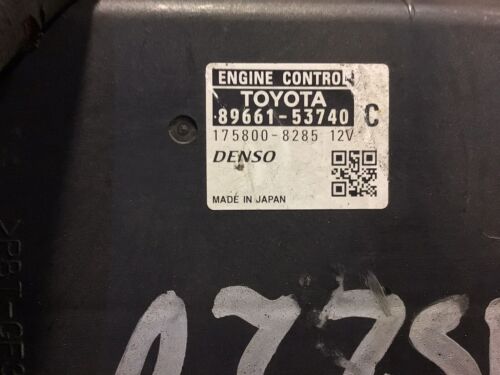 ENGINE CONTROL
TOYOTA
89661-53740 C
175800-8285 12V
DENSO
MADE IN JAPAN